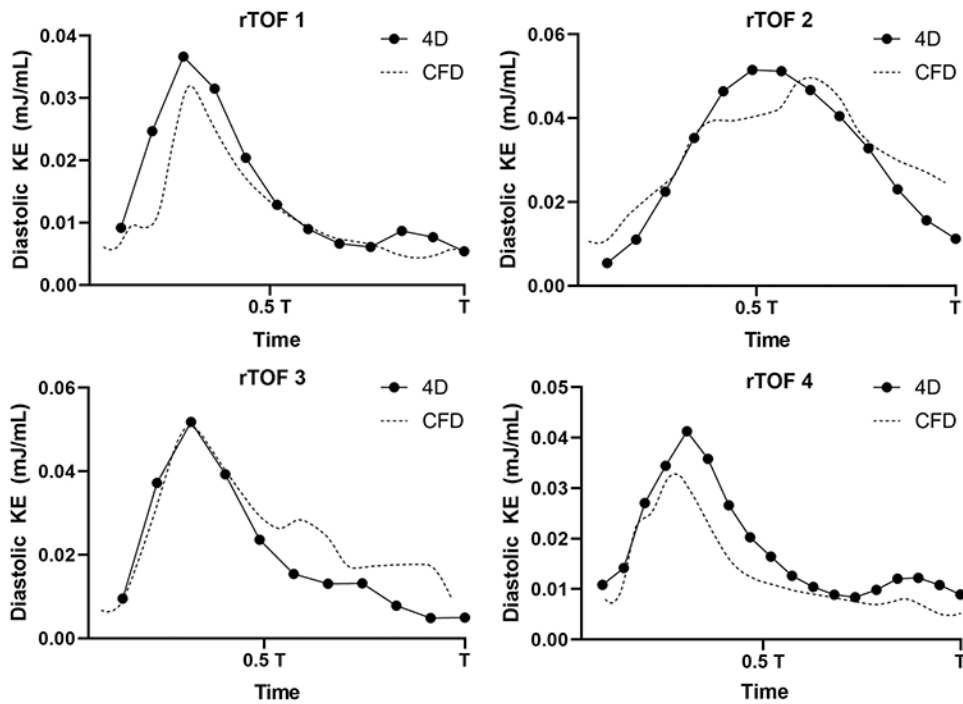 rTOF 1
4D
CFD
Diastolic KE (mJ/mL)
0.04
0.03
0.02
0.01
0.00
0.5 T
T
Time
rTOF 2
4D
CFD
Diastolic KE (mJ/mL)
0.06
0.04
0.02
0.00
0.5 T
T
Time
rTOF 3
4D
CFD
Diastolic KE (mJ/mL)
0.06
0.04
0.02
0.00
0.5 T
T
Time
rTOF 4
4D
CFD
Diastolic KE (mJ/mL)
0.05
0.04
0.03
0.02
0.01
0.00
0.5 T
T
Time